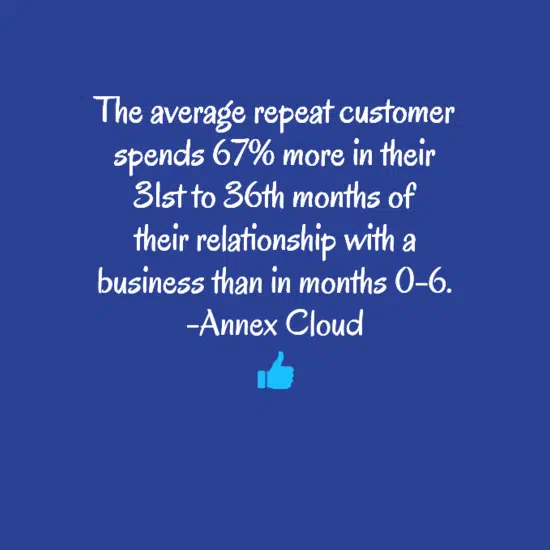 The average repeat customer
spends 67% more in their
31st to 36th months of
their relationship with a
business than in months 0-6.
-Annex Cloud